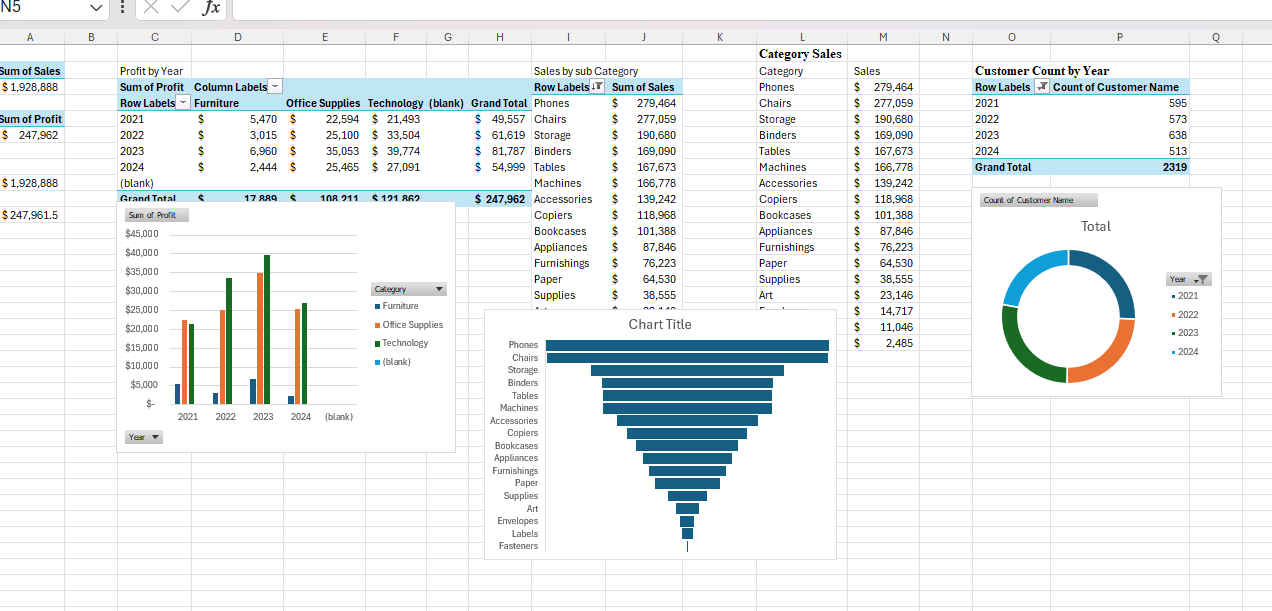 N5 fx
A B C D E F G H I J K L M N O P Q
Category Sales
Sum of Sales Profit by Year Sales by sub Category Category Sales Customer Count by Year
$ 1,928,888 Sum of Profit Column Labels Row Labels Sum of Sales Phones $ 279,464 Row Labels Count of Customer Name
Row Labels Furniture Office Supplies Technology (blank) Grand Total Phones $ 279,464 Chairs $ 277,059 2021 595
Sum of Profit 2021 $ 5,470 $ 22,594 $ 21,493 $ 49,557 Chairs $ 277,059 Storage $ 190,680 2022 573
$ 247,962 2022 $ 3,015 $ 25,100 $ 33,504 $ 61,619 Storage $ 190,680 Binders $ 169,090 2023 638
2023 $ 6,960 $ 35,053 $ 39,774 $ 81,787 Binders $ 169,090 Tables $ 167,673 2024 513
2024 $ 2,444 $ 25,465 $ 27,091 $ 54,999 Tables $ 167,673 Machines $ 166,778 Grand Total 2319
$ 1,928,888 (blank) Machines $ 166,778 Accessories $ 139,242
Grand Total $ 17,889 $ 108,211 $ 121,862 $ 247,962 Accessories $ 139,242 Copiers $ 118,968
$ 247,961.5 Copiers $ 118,968 Bookcases $ 101,388
Bookcases $ 101,388 Appliances $ 87,846
Appliances $ 87,846 Furnishings $ 76,223
Furnishings $ 76,223 Paper $ 64,530
Paper $ 64,530 Supplies $ 38,555
Supplies $ 38,555 Art $ 23,146
$ 14,717
$ 11,046
$ 2,485
Sum of Profit
$45,000
$40,000
$35,000
$30,000
$25,000
$20,000
$15,000
$10,000
$5,000
$-
2021 2022 2023 2024 (blank)
Category
Furniture
Office Supplies
Technology
(blank)
Year
Chart Title
Phones
Chairs
Storage
Binders
Tables
Machines
Accessories
Copiers
Bookcases
Appliances
Furnishings
Paper
Supplies
Art
Envelopes
Labels
Fasteners
Count of Customer Name
Total
Year
2021
2022
2023
2024